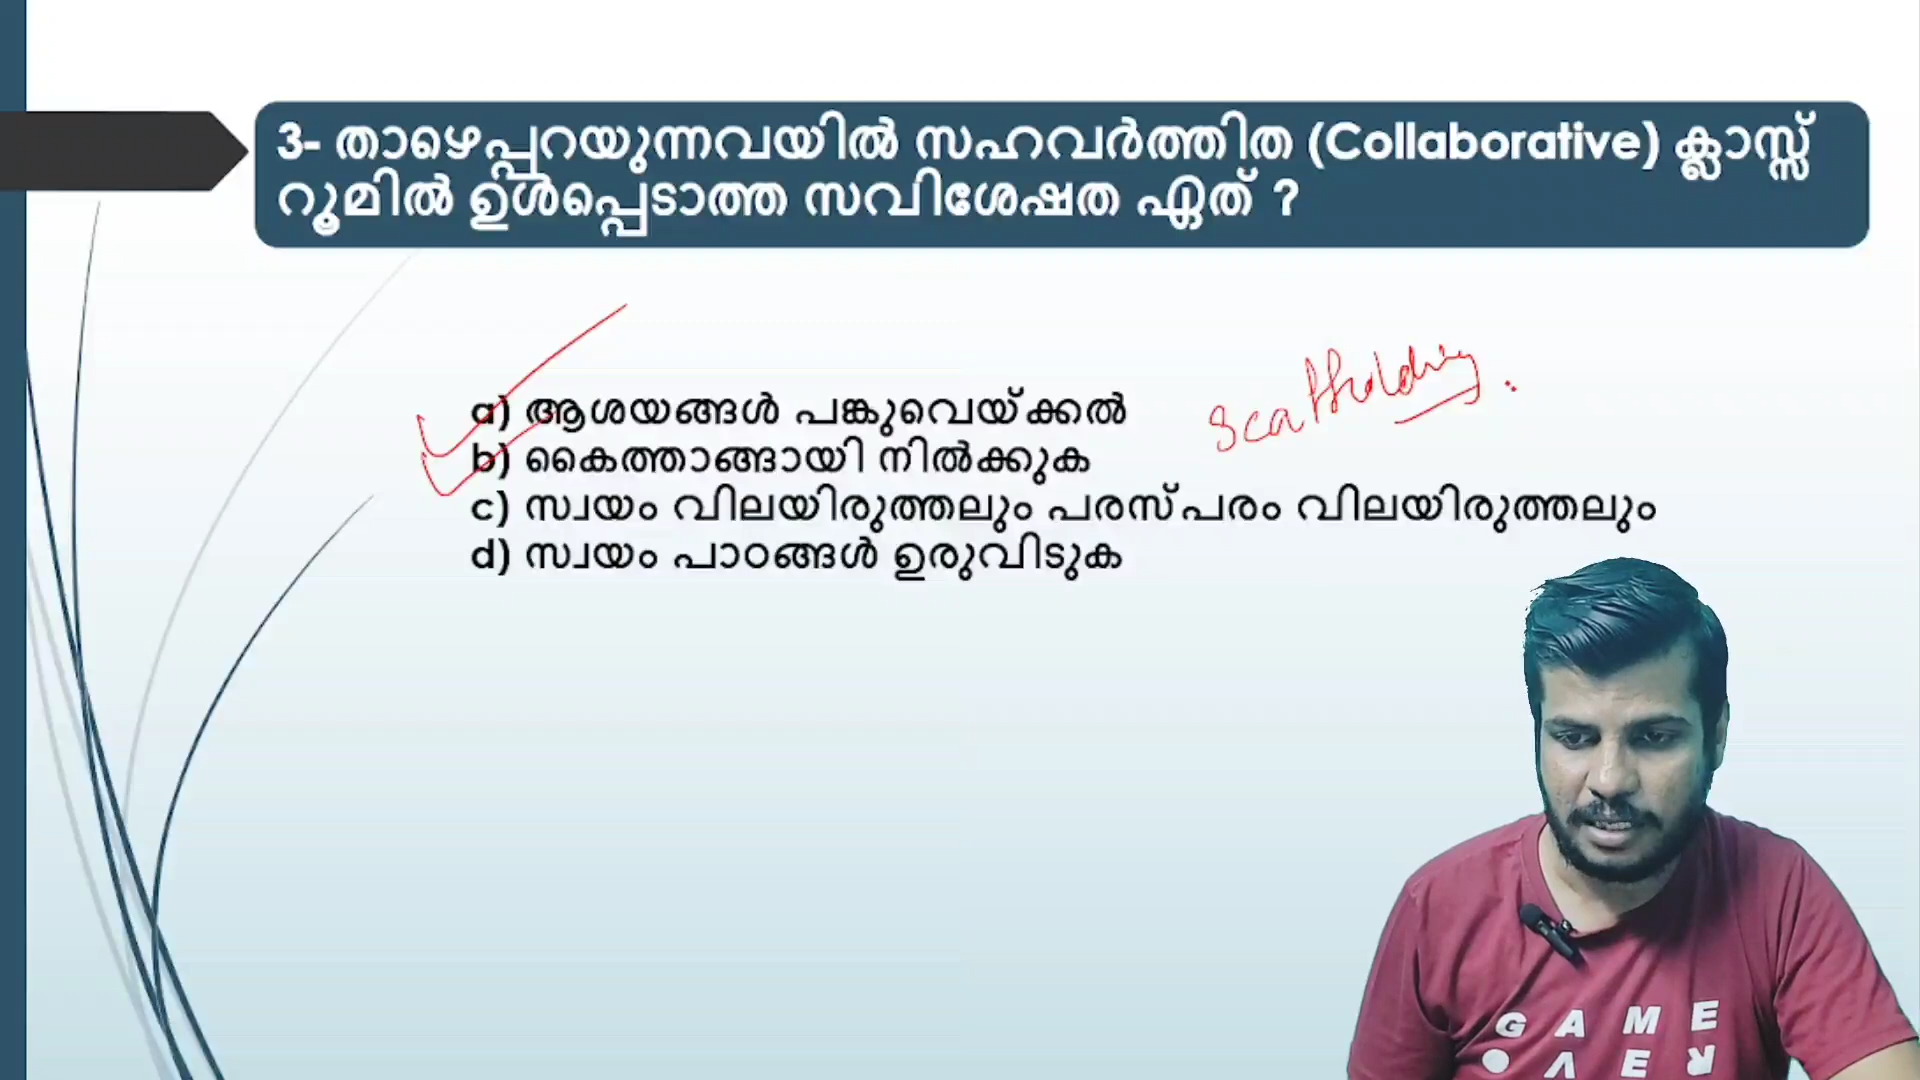 3- താഴെപ്പറയുന്നവയിൽ സഹവർത്തിത (Collaborative) ക്ലാസ്സ്
റൂമിൽ ഉൾപ്പെടാത്ത സവിശേഷത ഏത് ?
a) ആശയങ്ങൾ പങ്കുവെയ്ക്കൽ
Scaffolding.
b) കൈത്താങ്ങായി നിൽക്കുക
c) സ്വയം വിലയിരുത്തലും പരസ്പരം വിലയിരുത്തലും
d) സ്വയം പാഠങ്ങൾ ഉരുവിടുക
GAME
OVER